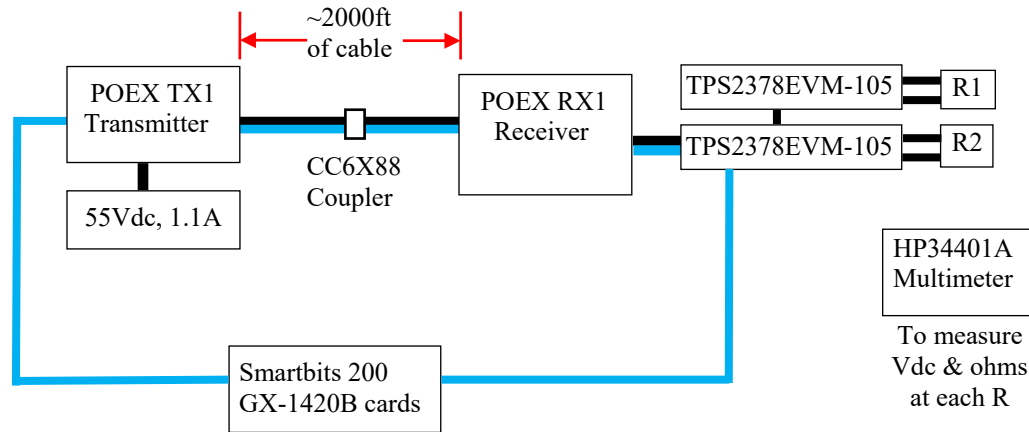 ~2000ft
of cable
POEX TX1
Transmitter
POEX RX1
Receiver
TPS2378EVM-105
R1
TPS2378EVM-105
R2
CC6X88
Coupler
55Vdc, 1.1A
HP34401A
Multimeter
To measure
Vdc & ohms
at each R
Smartbits 200
GX-1420B cards